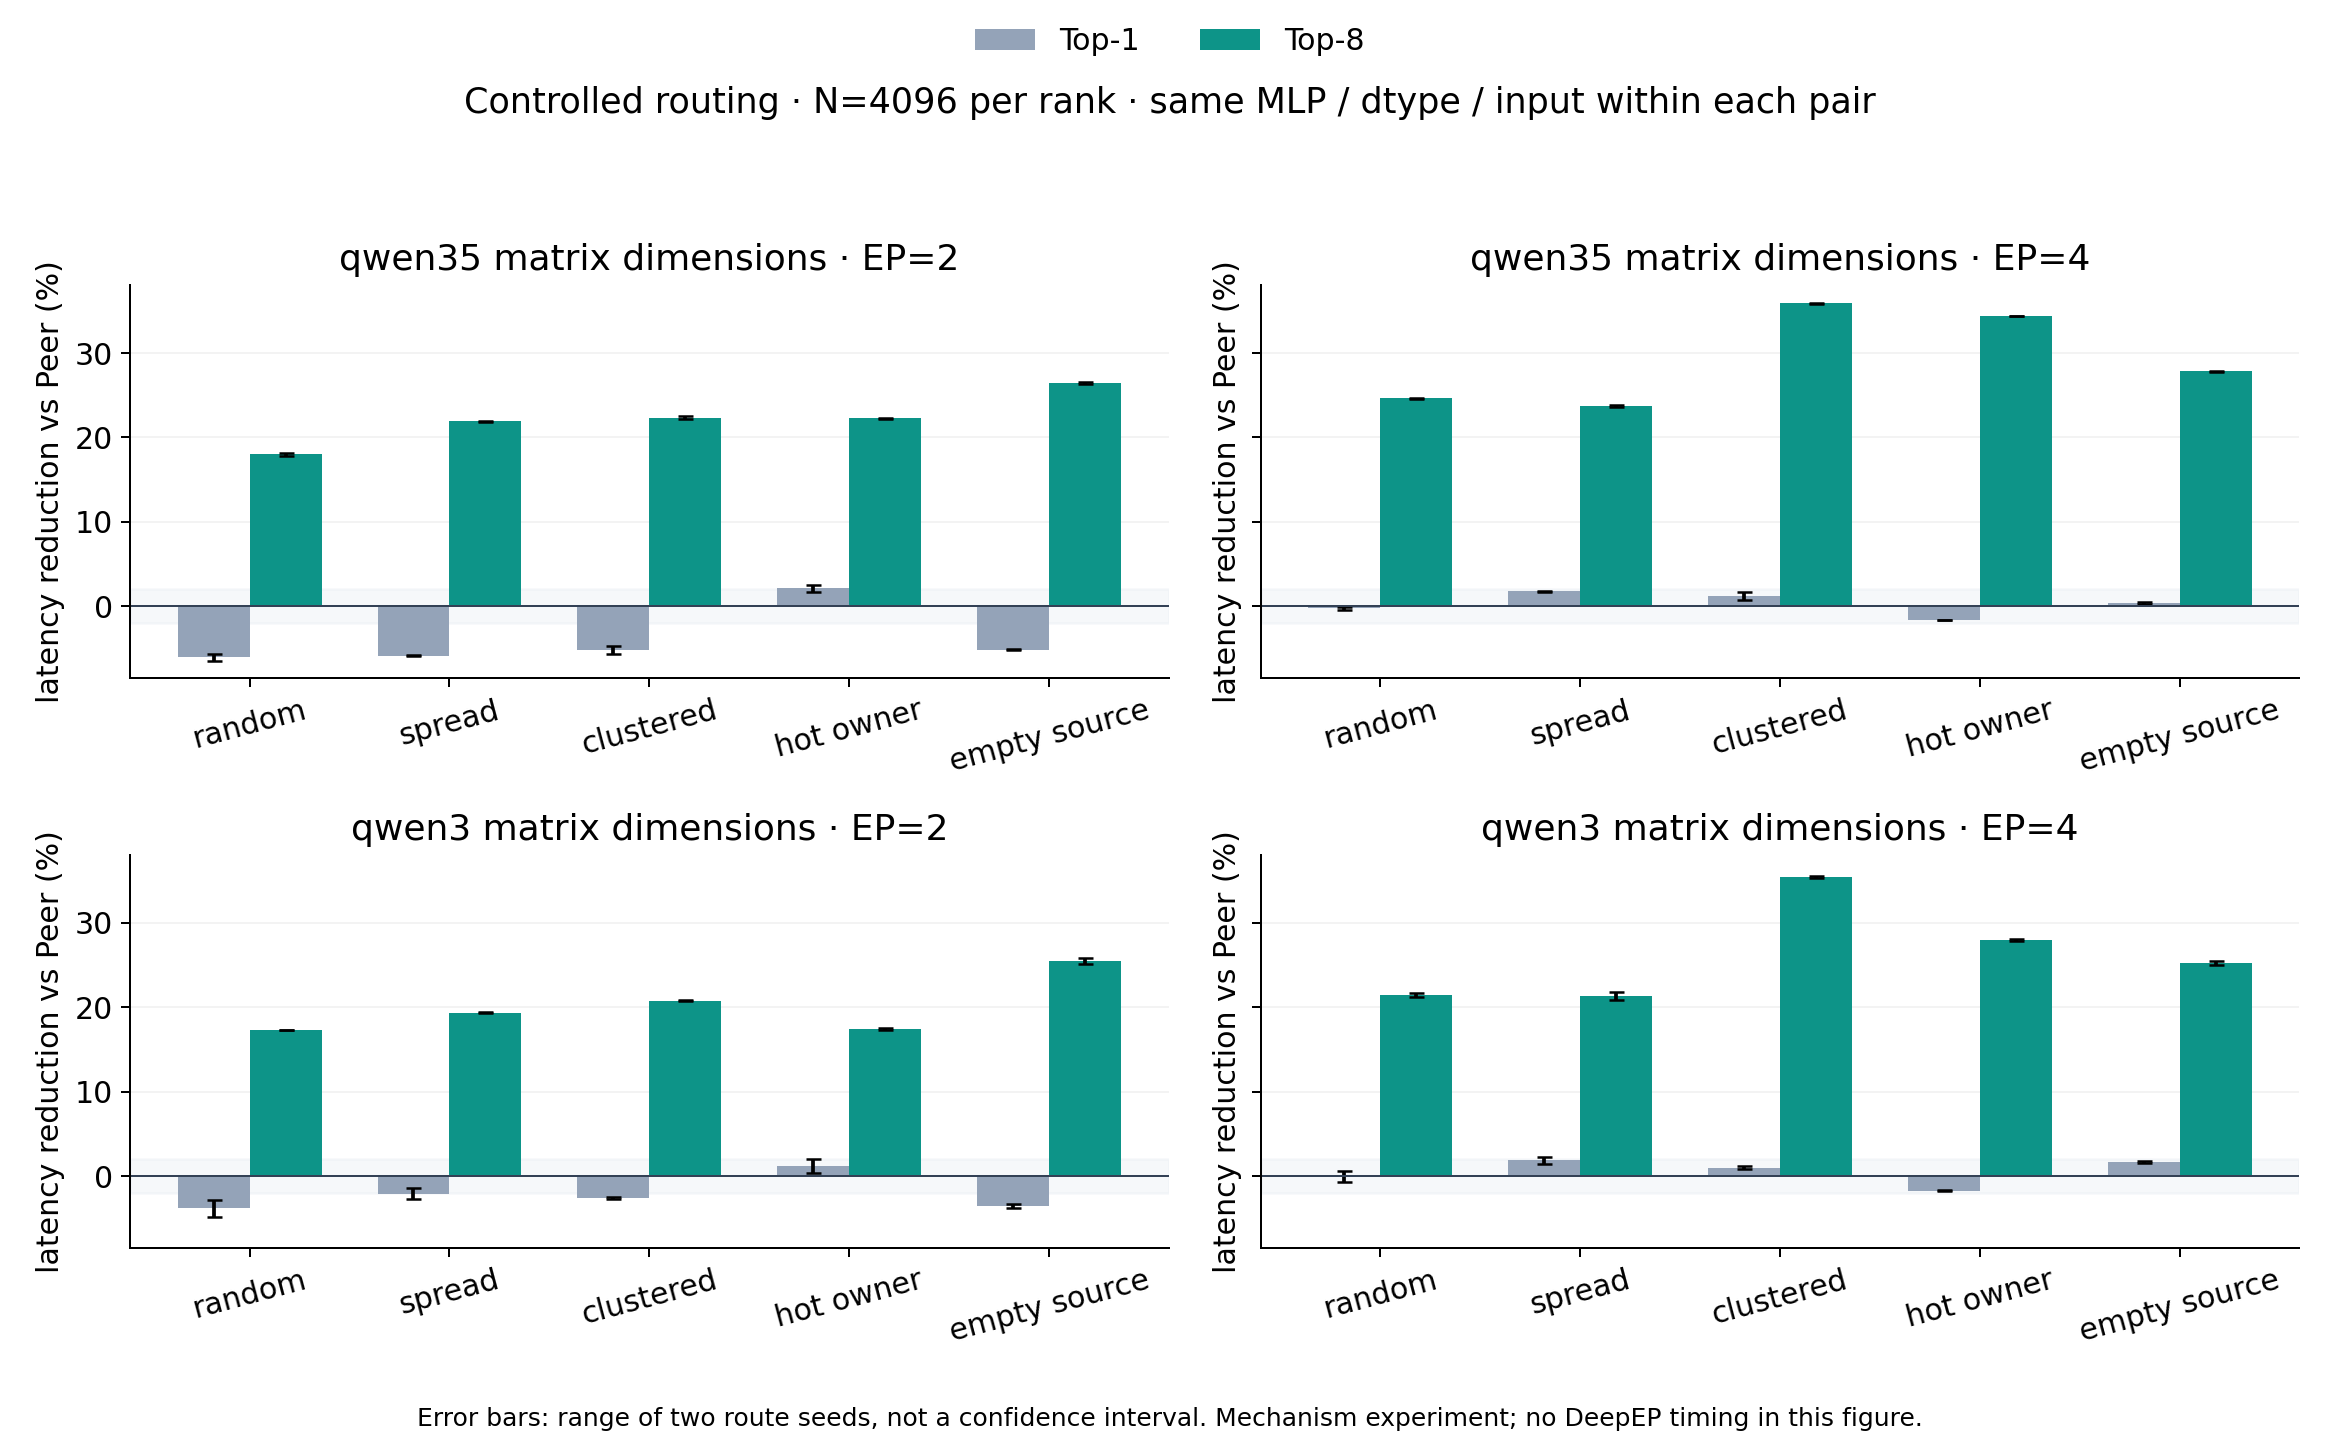 Top-1 Top-8
Controlled routing · N=4096 per rank · same MLP / dtype / input within each pair
qwen35 matrix dimensions · EP=2
latency reduction vs Peer (%)
30
20
10
0
random spread clustered hot owner empty source
qwen35 matrix dimensions · EP=4
latency reduction vs Peer (%)
random spread clustered hot owner empty source
qwen3 matrix dimensions · EP=2
latency reduction vs Peer (%)
30
20
10
0
random spread clustered hot owner empty source
qwen3 matrix dimensions · EP=4
latency reduction vs Peer (%)
random spread clustered hot owner empty source
Error bars: range of two route seeds, not a confidence interval. Mechanism experiment; no DeepEP timing in this figure.